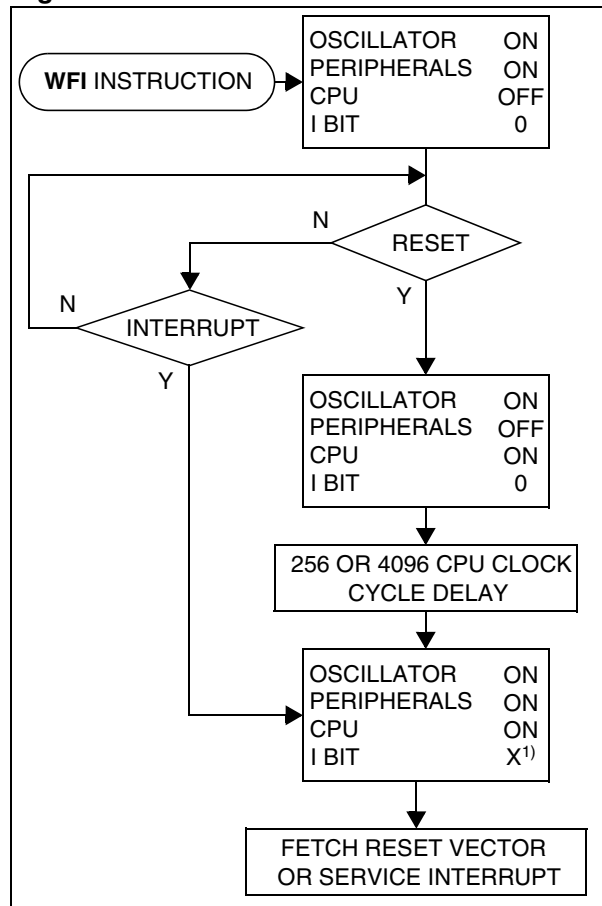 WFI INSTRUCTION
OSCILLATOR ON
PERIPHERALS ON
CPU OFF
I BIT 0
N
RESET
Y
N
INTERRUPT
Y
OSCILLATOR ON
PERIPHERALS OFF
CPU ON
I BIT 0
256 OR 4096 CPU CLOCK
CYCLE DELAY
OSCILLATOR ON
PERIPHERALS ON
CPU ON
I BIT X1)
FETCH RESET VECTOR
OR SERVICE INTERRUPT